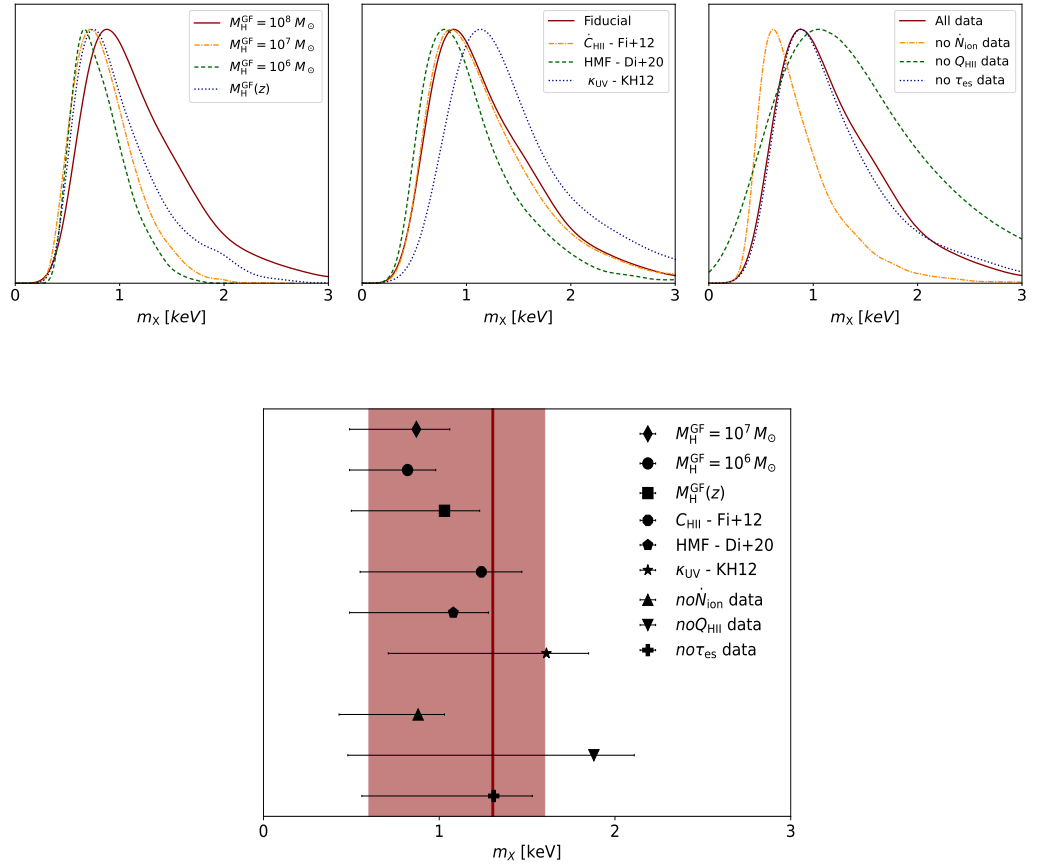 M_H^GF = 10^8 M_⊙
M_H^GF = 10^7 M_⊙
M_H^GF = 10^6 M_⊙
M_H^GF(z)
0 1 2 3
m_X [keV]
Fiducial
Ċ_HII - Fi+12
HMF - Di+20
κ_UV - KH12
0 1 2 3
m_X [keV]
All data
no Ṅ_ion data
no Q_HII data
no τ_es data
0 1 2 3
m_X [keV]
M_H^GF = 10^7 M_⊙
M_H^GF = 10^6 M_⊙
M_H^GF(z)
C_HII - Fi+12
HMF - Di+20
κ_UV - KH12
noṄ_ion data
noQ_HII data
noτ_es data
0 1 2 3
m_X [keV]